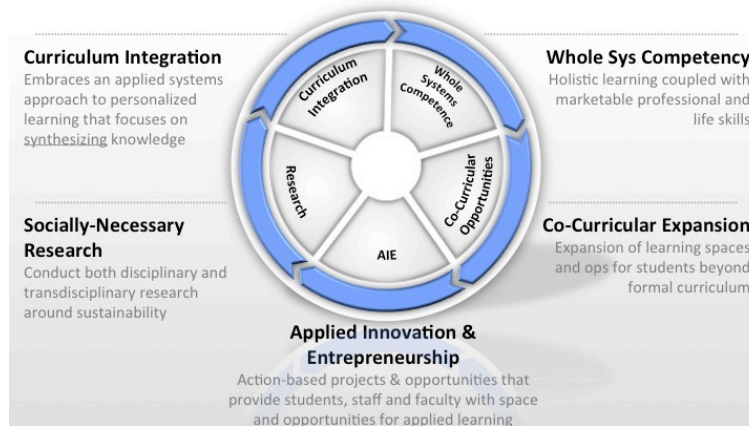 Curriculum Integration
Embraces an applied systems
approach to personalized
learning that focuses on
synthesizing knowledge
Whole Sys Competency
Holistic learning coupled with
marketable professional and
life skills
Curriculum
Integration
Whole
Systems
Competence
Research
Co-Curricular
Opportunities
AIE
Socially-Necessary
Research
Conduct both disciplinary and
transdisciplinary research
around sustainability
Co-Curricular Expansion
Expansion of learning spaces
and ops for students beyond
formal curriculum
Applied Innovation &
Entrepreneurship
Action-based projects & opportunities that
provide students, staff and faculty with space
and opportunities for applied learning